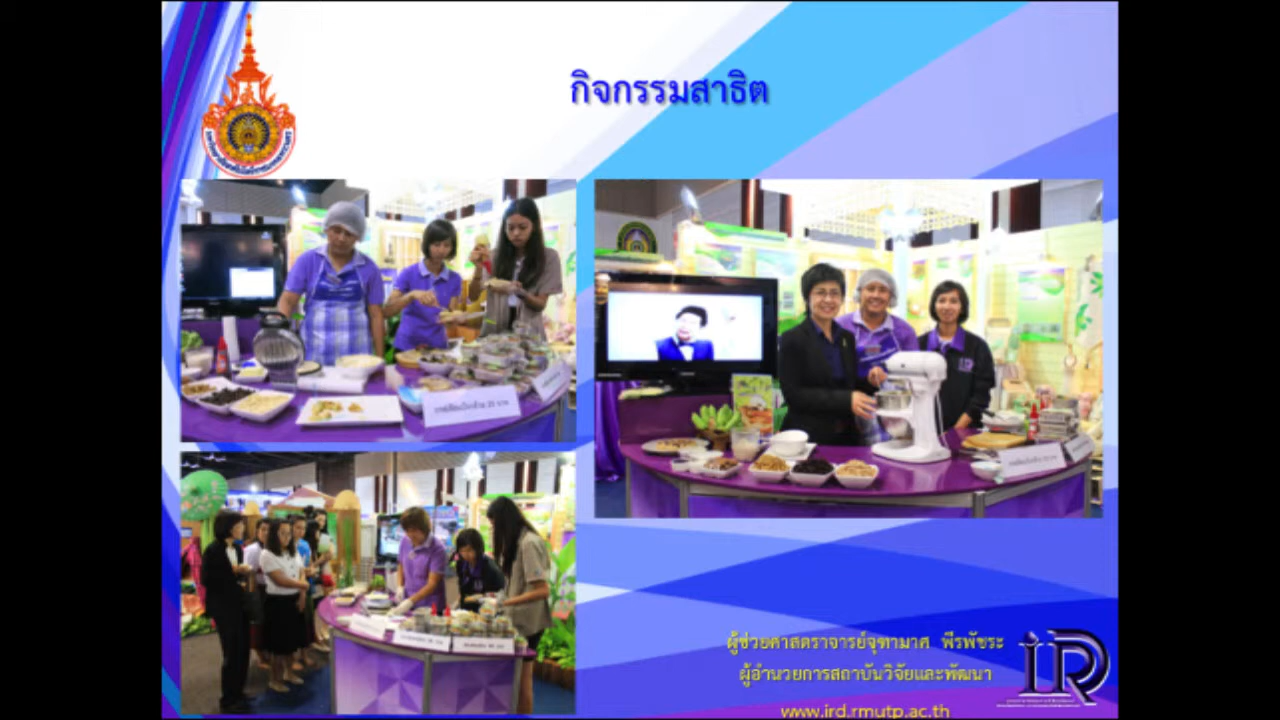 กิจกรรมสาธิต
ผู้ช่วยศาสตราจารย์จุฑามาศ พีรพัชระ
ผู้อำนวยการสถาบันวิจัยและพัฒนา
www.ird.rmutp.ac.th